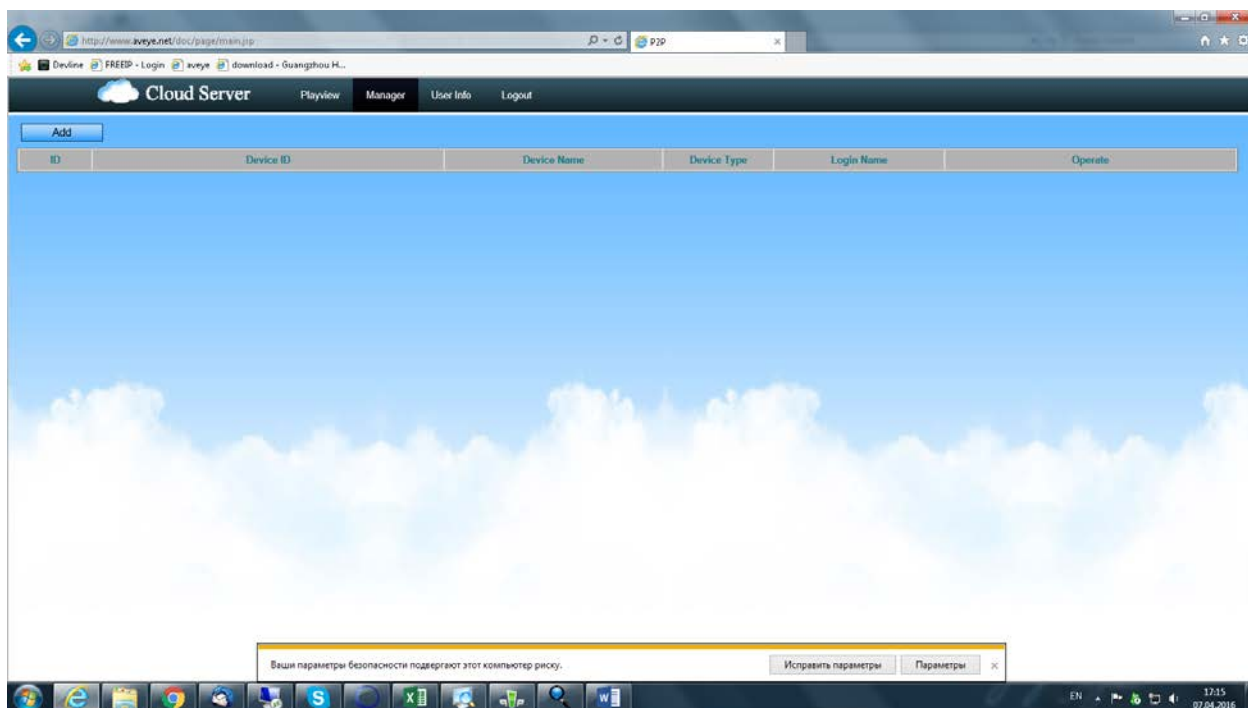 http://www.aveye.net/doc/page/main.jsp
P2P
Devline FREEIP - Login aveye download - Guangzhou H...
Cloud Server Playview Manager User Info Logout
Add
ID Device ID Device Name Device Type Login Name Operate
Ваши параметры безопасности подвергают этот компьютер риску. Исправить параметры Параметры
EN 17:15
07.04.2016